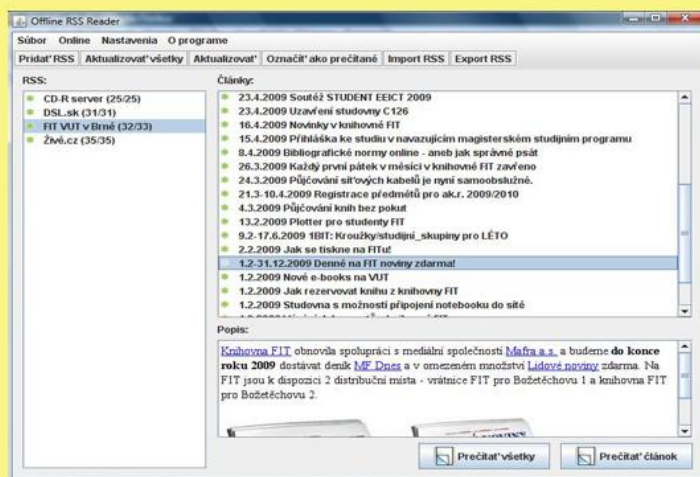 Offline RSS Reader
Súbor Online Nastavenia O programe
Pridať RSS Aktualizovať všetky Aktualizovať Označiť ako prečítané Import RSS Export RSS
RSS:
CD-R server (25/25)
DSL.sk (31/31)
FIT VUT v Brně (32/33)
Živě.cz (35/35)
Články:
23.4.2009 Soutěž STUDENT EEICT 2009
23.4.2009 Uzavření studovny C126
16.4.2009 Novinky v knihovně FIT
15.4.2009 Přihláška ke studiu v navazujícím magisterském studijním programu
8.4.2009 Bibliografické normy online - aneb jak správně psát
26.3.2009 Každý první pátek v měsíci v knihovně FIT zavřeno
24.3.2009 Půjčování síťových kabelů je nyní samoobslužné.
21.3-10.4.2009 Registrace předmětů pro ak.r. 2009/2010
4.3.2009 Půjčování knih bez pokut
13.2.2009 Plotter pro studenty FIT
9.2-17.6.2009 1BIT: Kroužky/studijní_skupiny pro LÉTO
2.2.2009 Jak se tiskne na FITu!
1.2-31.12.2009 Denně na FIT noviny zdarma!
1.2.2009 Nové e-books na VUT
1.2.2009 Jak rezervovat knihu z knihovny FIT
1.2.2009 Studovna s možností připojení notebooku do sítě
Popis:
Knihovna FIT obnovila spolupráci s mediální společností Mafra a.s. a budeme do konce
roku 2009 dostávat deník MF Dnes a v omezeném množství Lidové noviny zdarma. Na
FIT jsou k dispozici 2 distribuční místa - vrátnice FIT pro Božetěchovu 1 a knihovna FIT
pro Božetěchovu 2.
Prečítať všetky Prečítať článok